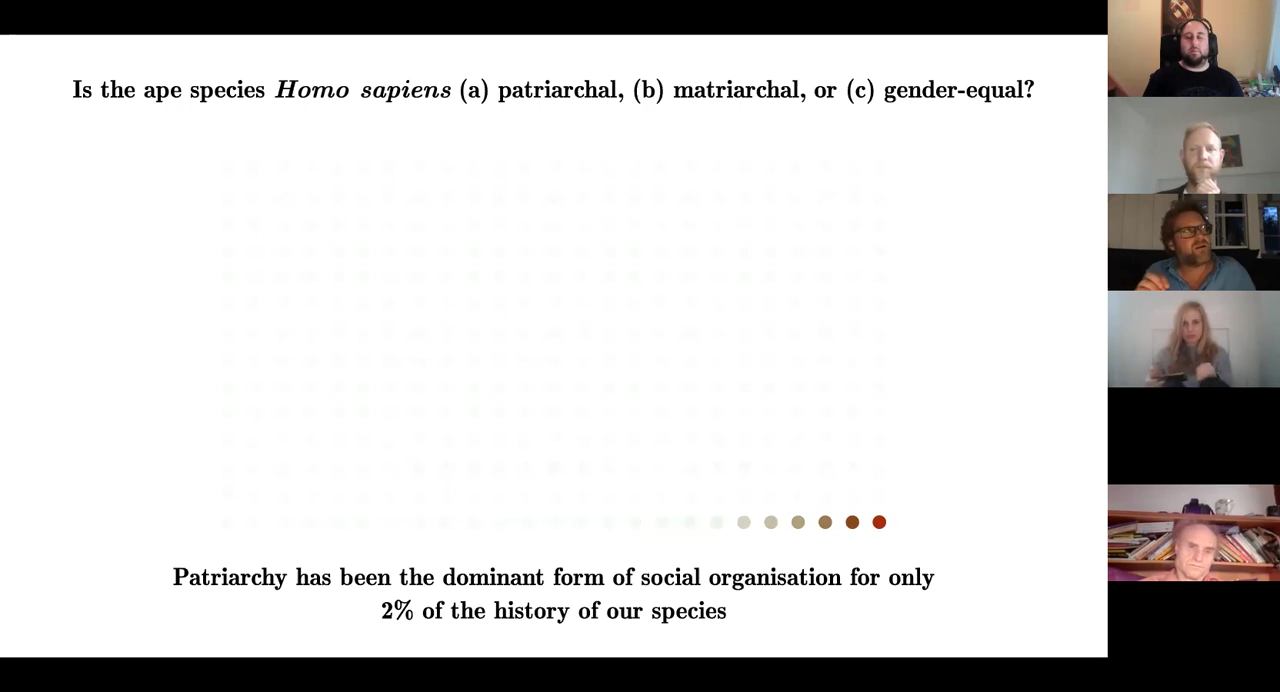 Is the ape species Homo sapiens (a) patriarchal, (b) matriarchal, or (c) gender-equal?
Patriarchy has been the dominant form of social organisation for only
2% of the history of our species